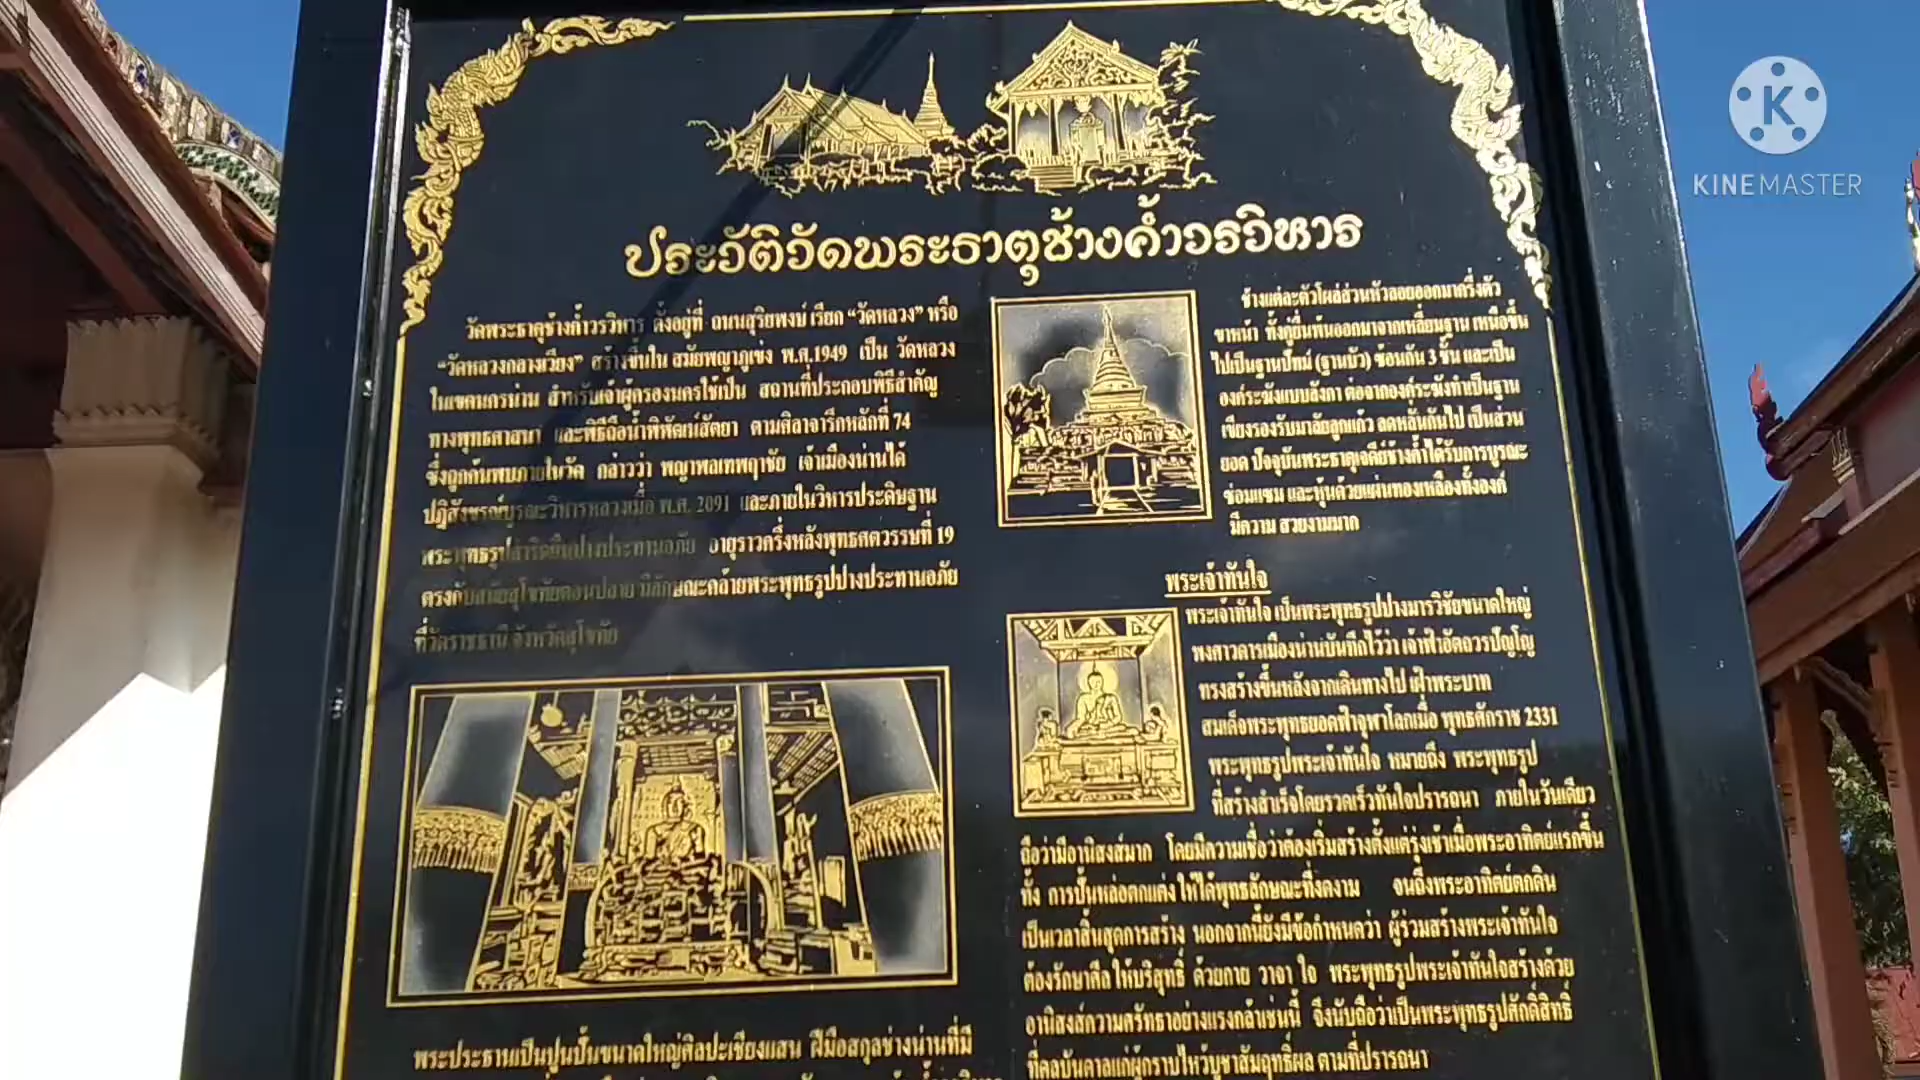 ประวัติวัดพระธาตุช้างค้ำวรวิหาร
วัดพระธาตุช้างค้ำวรวิหาร ตั้งอยู่ที่ ถนนสุริยพงษ์ เรียก “วัดหลวง” หรือ
“วัดหลวงกลางเวียง” สร้างขึ้นใน สมัยพญาภูเข่ง พ.ศ.1949 เป็น วัดหลวง
ในเขตนครน่าน สำหรับเจ้าผู้ครองนครใช้เป็น สถานที่ประกอบพิธีสำคัญ
ทางพุทธศาสนา และพิธีถือน้ำพิพัฒน์สัตยา ตามศิลาจารึกหลักที่ 74
ซึ่งถูกค้นพบภายในวัด กล่าวว่า พญาพลเทพฤาชัย เจ้าเมืองน่านได้
ปฏิสังขรณ์บูรณะวิหารหลวงเมื่อ พ.ศ. 2091 และภายในวิหารประดิษฐาน
พระพุทธรูปสำริดยืนปางประทานอภัย อายุราวครึ่งหลังพุทธศตวรรษที่ 19
ตรงกับสมัยสุโขทัยตอนปลาย มีลักษณะคล้ายพระพุทธรูปปางประทานอภัย
ที่วัดราชธานี จังหวัดสุโขทัย
พระประธานเป็นปูนปั้นขนาดใหญ่ศิลปะเชียงแสน ฝีมือสกุลช่างน่านที่มี
ช้างแต่ละตัวโผล่ส่วนหัวลอยออกมาครึ่งตัว
ขาหน้า ทั้งคู่ยื่นพ้นออกมาจากเหลี่ยมฐาน เหนือขึ้น
ไปเป็นฐานปัทม์ (ฐานบัว) ซ้อนกัน 3 ชั้น และเป็น
องค์ระฆังแบบลังกา ต่อจากองค์ระฆังทำเป็นฐาน
เขียงรองรับมาลัยลูกแก้ว ลดหลั่นกันไป เป็นส่วน
ยอด ปัจจุบันพระธาตุเจดีย์ช้างค้ำได้รับการบูรณะ
ซ่อมแซม และหุ้มด้วยแผ่นทองเหลืองทั้งองค์
มีความ สวยงามมาก
พระเจ้าทันใจ
พระเจ้าทันใจ เป็นพระพุทธรูปปางมารวิชัยขนาดใหญ่
พงศาวดารเมืองน่านบันทึกไว้ว่า เจ้าฟ้าอัตถวรปัญโญ
ทรงสร้างขึ้นหลังจากเดินทางไป เฝ้าพระบาท
สมเด็จพระพุทธยอดฟ้าจุฬาโลกเมื่อ พุทธศักราช 2331
พระพุทธรูปพระเจ้าทันใจ หมายถึง พระพุทธรูป
ที่สร้างสำเร็จโดยรวดเร็วทันใจปรารถนา ภายในวันเดียว
ถือว่ามีอานิสงส์มาก โดยมีความเชื่อว่าต้องเริ่มสร้างตั้งแต่รุ่งเช้าเมื่อพระอาทิตย์แรกขึ้น
ทั้ง การปั้นหล่อตกแต่ง ให้ได้พุทธลักษณะที่งดงาม จนถึงพระอาทิตย์ตกดิน
เป็นเวลาสิ้นสุดการสร้าง นอกจากนี้ยังมีข้อกำหนดว่า ผู้ร่วมสร้างพระเจ้าทันใจ
ต้องรักษาศีล ให้บริสุทธิ์ ด้วยกาย วาจา ใจ พระพุทธรูปพระเจ้าทันใจสร้างด้วย
อานิสงส์ความศรัทธาอย่างแรงกล้าเช่นนี้ จึงนับถือว่าเป็นพระพุทธรูปศักดิ์สิทธิ์
ที่ดลบันดาลแก่ผู้กราบไหว้บูชาสัมฤทธิ์ผล ตามที่ปรารถนา
K
KINEMASTER